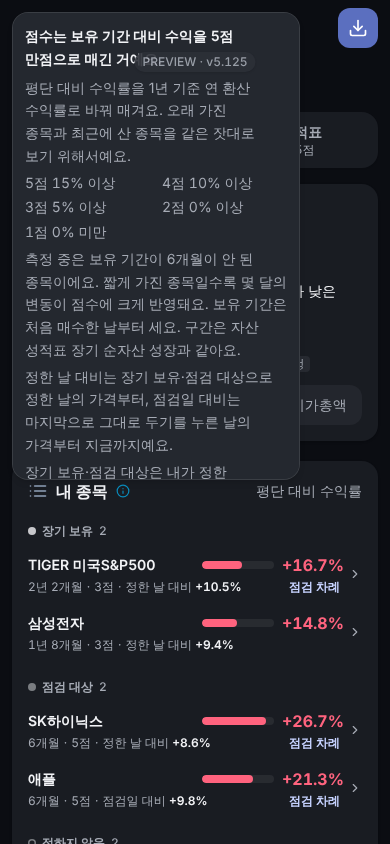 점수는 보유 기간 대비 수익을 5점
만점으로 매긴
PREVIEW · v5.125
평단 대비 수익률을 1년 기준 연 환산
수익률로 바꿔 매겨요. 오래 가진
종목과 최근에 산 종목을 같은 잣대로
보기 위해서예요.
5점 15% 이상 4점 10% 이상
3점 5% 이상 2점 0% 이상
1점 0% 미만
측정 중은 보유 기간이 6개월이 안 된
종목이에요. 짧게 가진 종목일수록 몇 달의
변동이 점수에 크게 반영돼요. 보유 기간은
처음 매수한 날부터 세요. 구간은 자산
성적표 장기 순자산 성장과 같아요.
정한 날 대비는 장기 보유·점검 대상으로
정한 날의 가격부터, 점검일 대비는
마지막으로 그대로 두기를 누른 날의
가격부터 지금까지예요.
장기 보유·점검 대상은 내가 정한
적표
5점
낮은
가총액
내 종목 평단 대비 수익률
장기 보유 2
TIGER 미국S&P500 +16.7%
2년 2개월 · 3점 · 정한 날 대비 +10.5% 점검 차례
삼성전자 +14.8%
1년 8개월 · 3점 · 정한 날 대비 +9.4%
점검 대상 2
SK하이닉스 +26.7%
6개월 · 5점 · 정한 날 대비 +8.6% 점검 차례
애플 +21.3%
6개월 · 5점 · 점검일 대비 +9.8% 점검 차례
정하지 않음 2